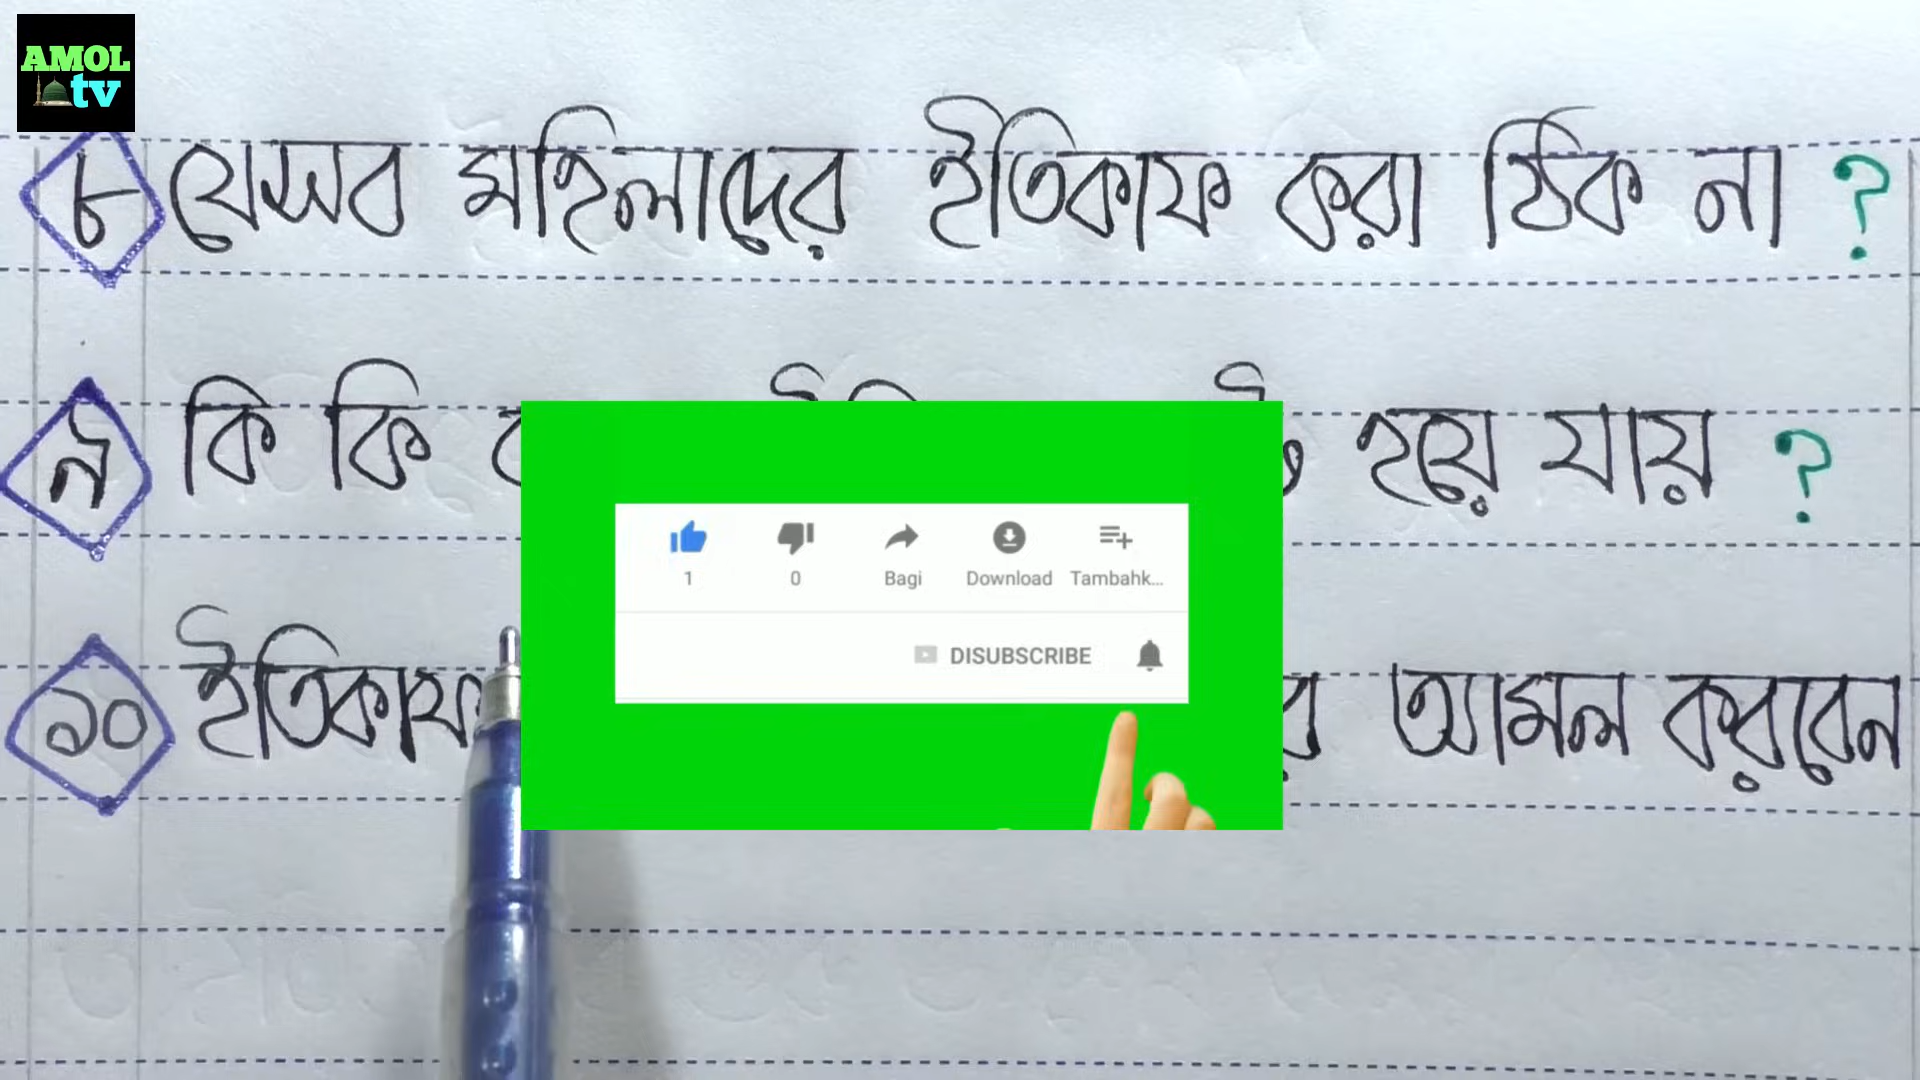 AMOL
tv
৮ যেসব মহিলাদের ইতিকাফ করা ঠিক না ?
৯ কি কি হয়ে যায় ?
১০ ইতিকাফ আমল করবেন
1 0 Bagi Download Tambahk...
DISUBSCRIBE